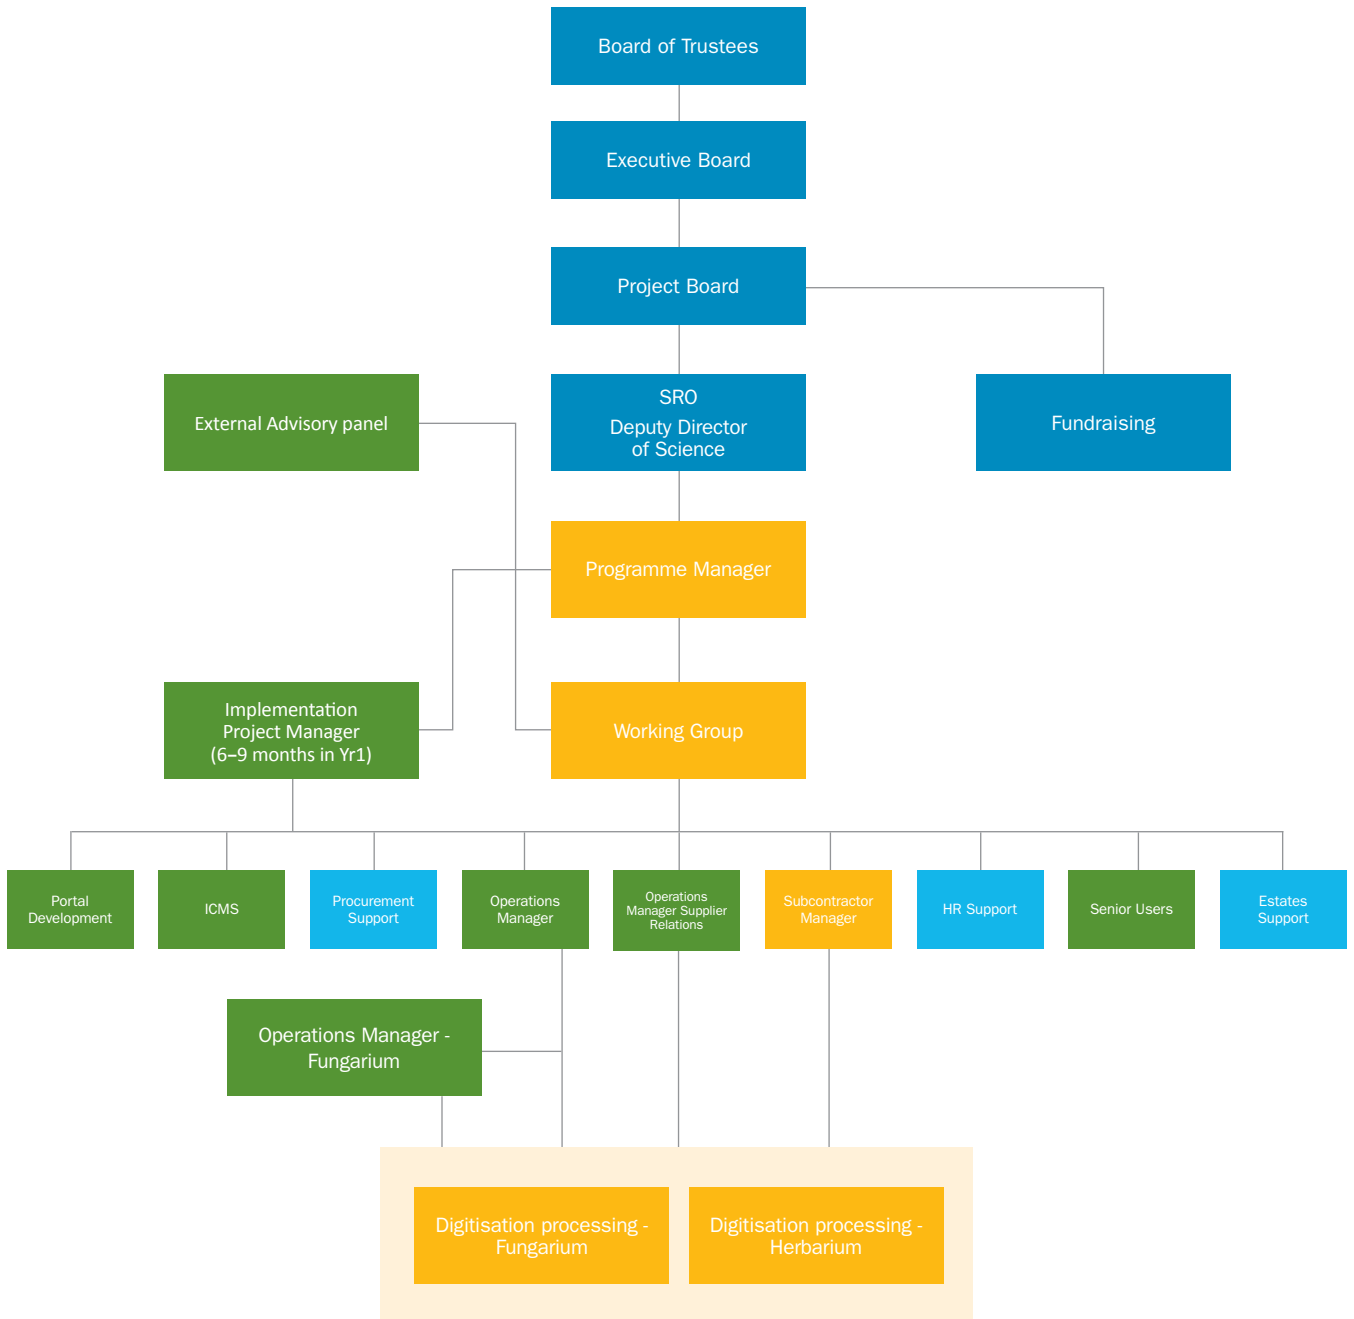 Board of Trustees
Executive Board
Project Board
External Advisory panel
SRO
Deputy Director
of Science
Fundraising
Programme Manager
Implementation
Project Manager
(6–9 months in Yr1)
Working Group
Portal
Development
ICMS
Procurement
Support
Operations
Manager
Operations
Manager Supplier
Relations
Subcontractor
Manager
HR Support
Senior Users
Estates
Support
Operations Manager -
Fungarium
Digitisation processing -
Fungarium
Digitisation processing -
Herbarium